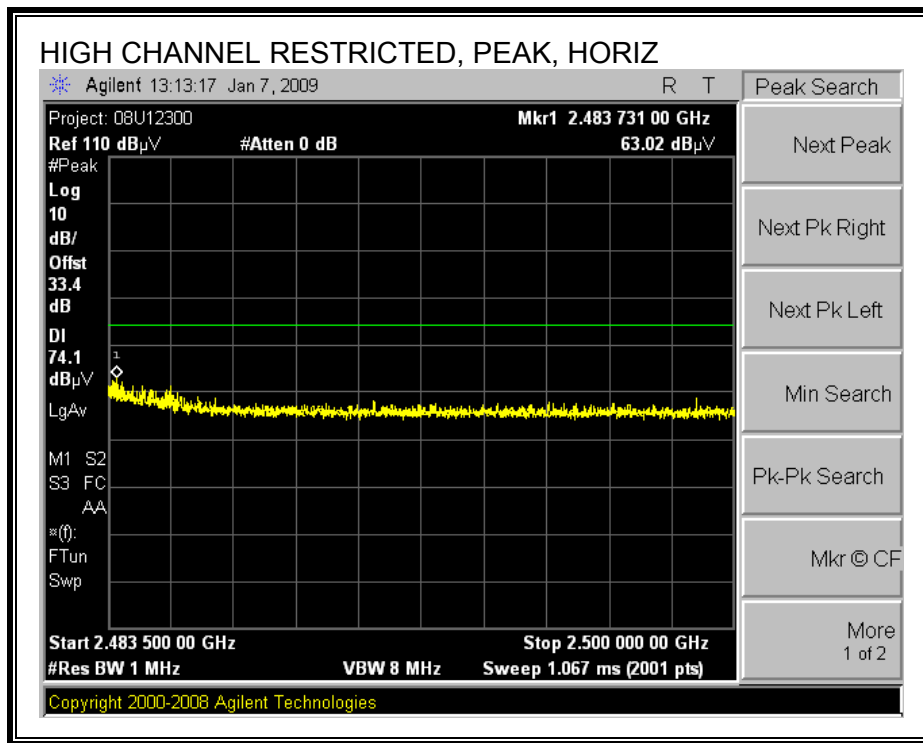 HIGH CHANNEL RESTRICTED, PEAK, HORIZ
Agilent 13:13:17 Jan 7, 2009
R T
Peak Search
Project: 08U12300
Mkr1 2.483 731 00 GHz
Ref 110 dBµV
#Atten 0 dB
63.02 dBµV
#Peak
Log
10
dB/
Offst
33.4
dB
DI
74.1
dBµV
LgAv
M1 S2
S3 FC
AA
¤(f):
FTun
Swp
1
Start 2.483 500 00 GHz
Stop 2.500 000 00 GHz
#Res BW 1 MHz
VBW 8 MHz
Sweep 1.067 ms (2001 pts)
Next Peak
Next Pk Right
Next Pk Left
Min Search
Pk-Pk Search
Mkr © CF
More
1 of 2
Copyright 2000-2008 Agilent Technologies